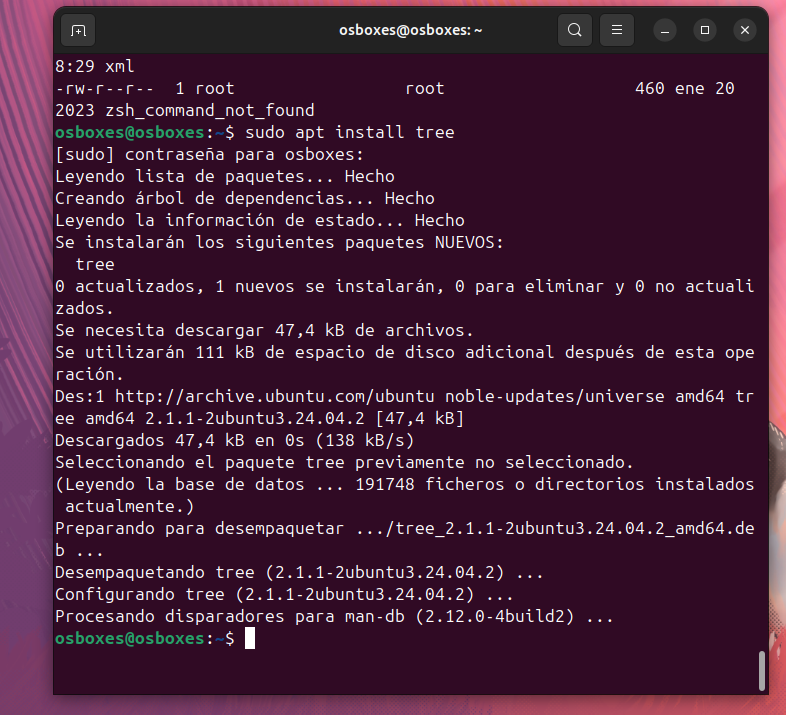 osboxes@osboxes: ~
8:29 xml
-rw-r--r--  1 root                    root                   460 ene 20
2023 zsh_command_not_found
osboxes@osboxes:~$ sudo apt install tree
[sudo] contraseña para osboxes:
Leyendo lista de paquetes... Hecho
Creando árbol de dependencias... Hecho
Leyendo la información de estado... Hecho
Se instalarán los siguientes paquetes NUEVOS:
  tree
0 actualizados, 1 nuevos se instalarán, 0 para eliminar y 0 no actuali
zados.
Se necesita descargar 47,4 kB de archivos.
Se utilizarán 111 kB de espacio de disco adicional después de esta ope
ración.
Des:1 http://archive.ubuntu.com/ubuntu noble-updates/universe amd64 tr
ee amd64 2.1.1-2ubuntu3.24.04.2 [47,4 kB]
Descargados 47,4 kB en 0s (138 kB/s)
Seleccionando el paquete tree previamente no seleccionado.
(Leyendo la base de datos ... 191748 ficheros o directorios instalados
 actualmente.)
Preparando para desempaquetar .../tree_2.1.1-2ubuntu3.24.04.2_amd64.de
b ...
Desempaquetando tree (2.1.1-2ubuntu3.24.04.2) ...
Configurando tree (2.1.1-2ubuntu3.24.04.2) ...
Procesando disparadores para man-db (2.12.0-4build2) ...
osboxes@osboxes:~$